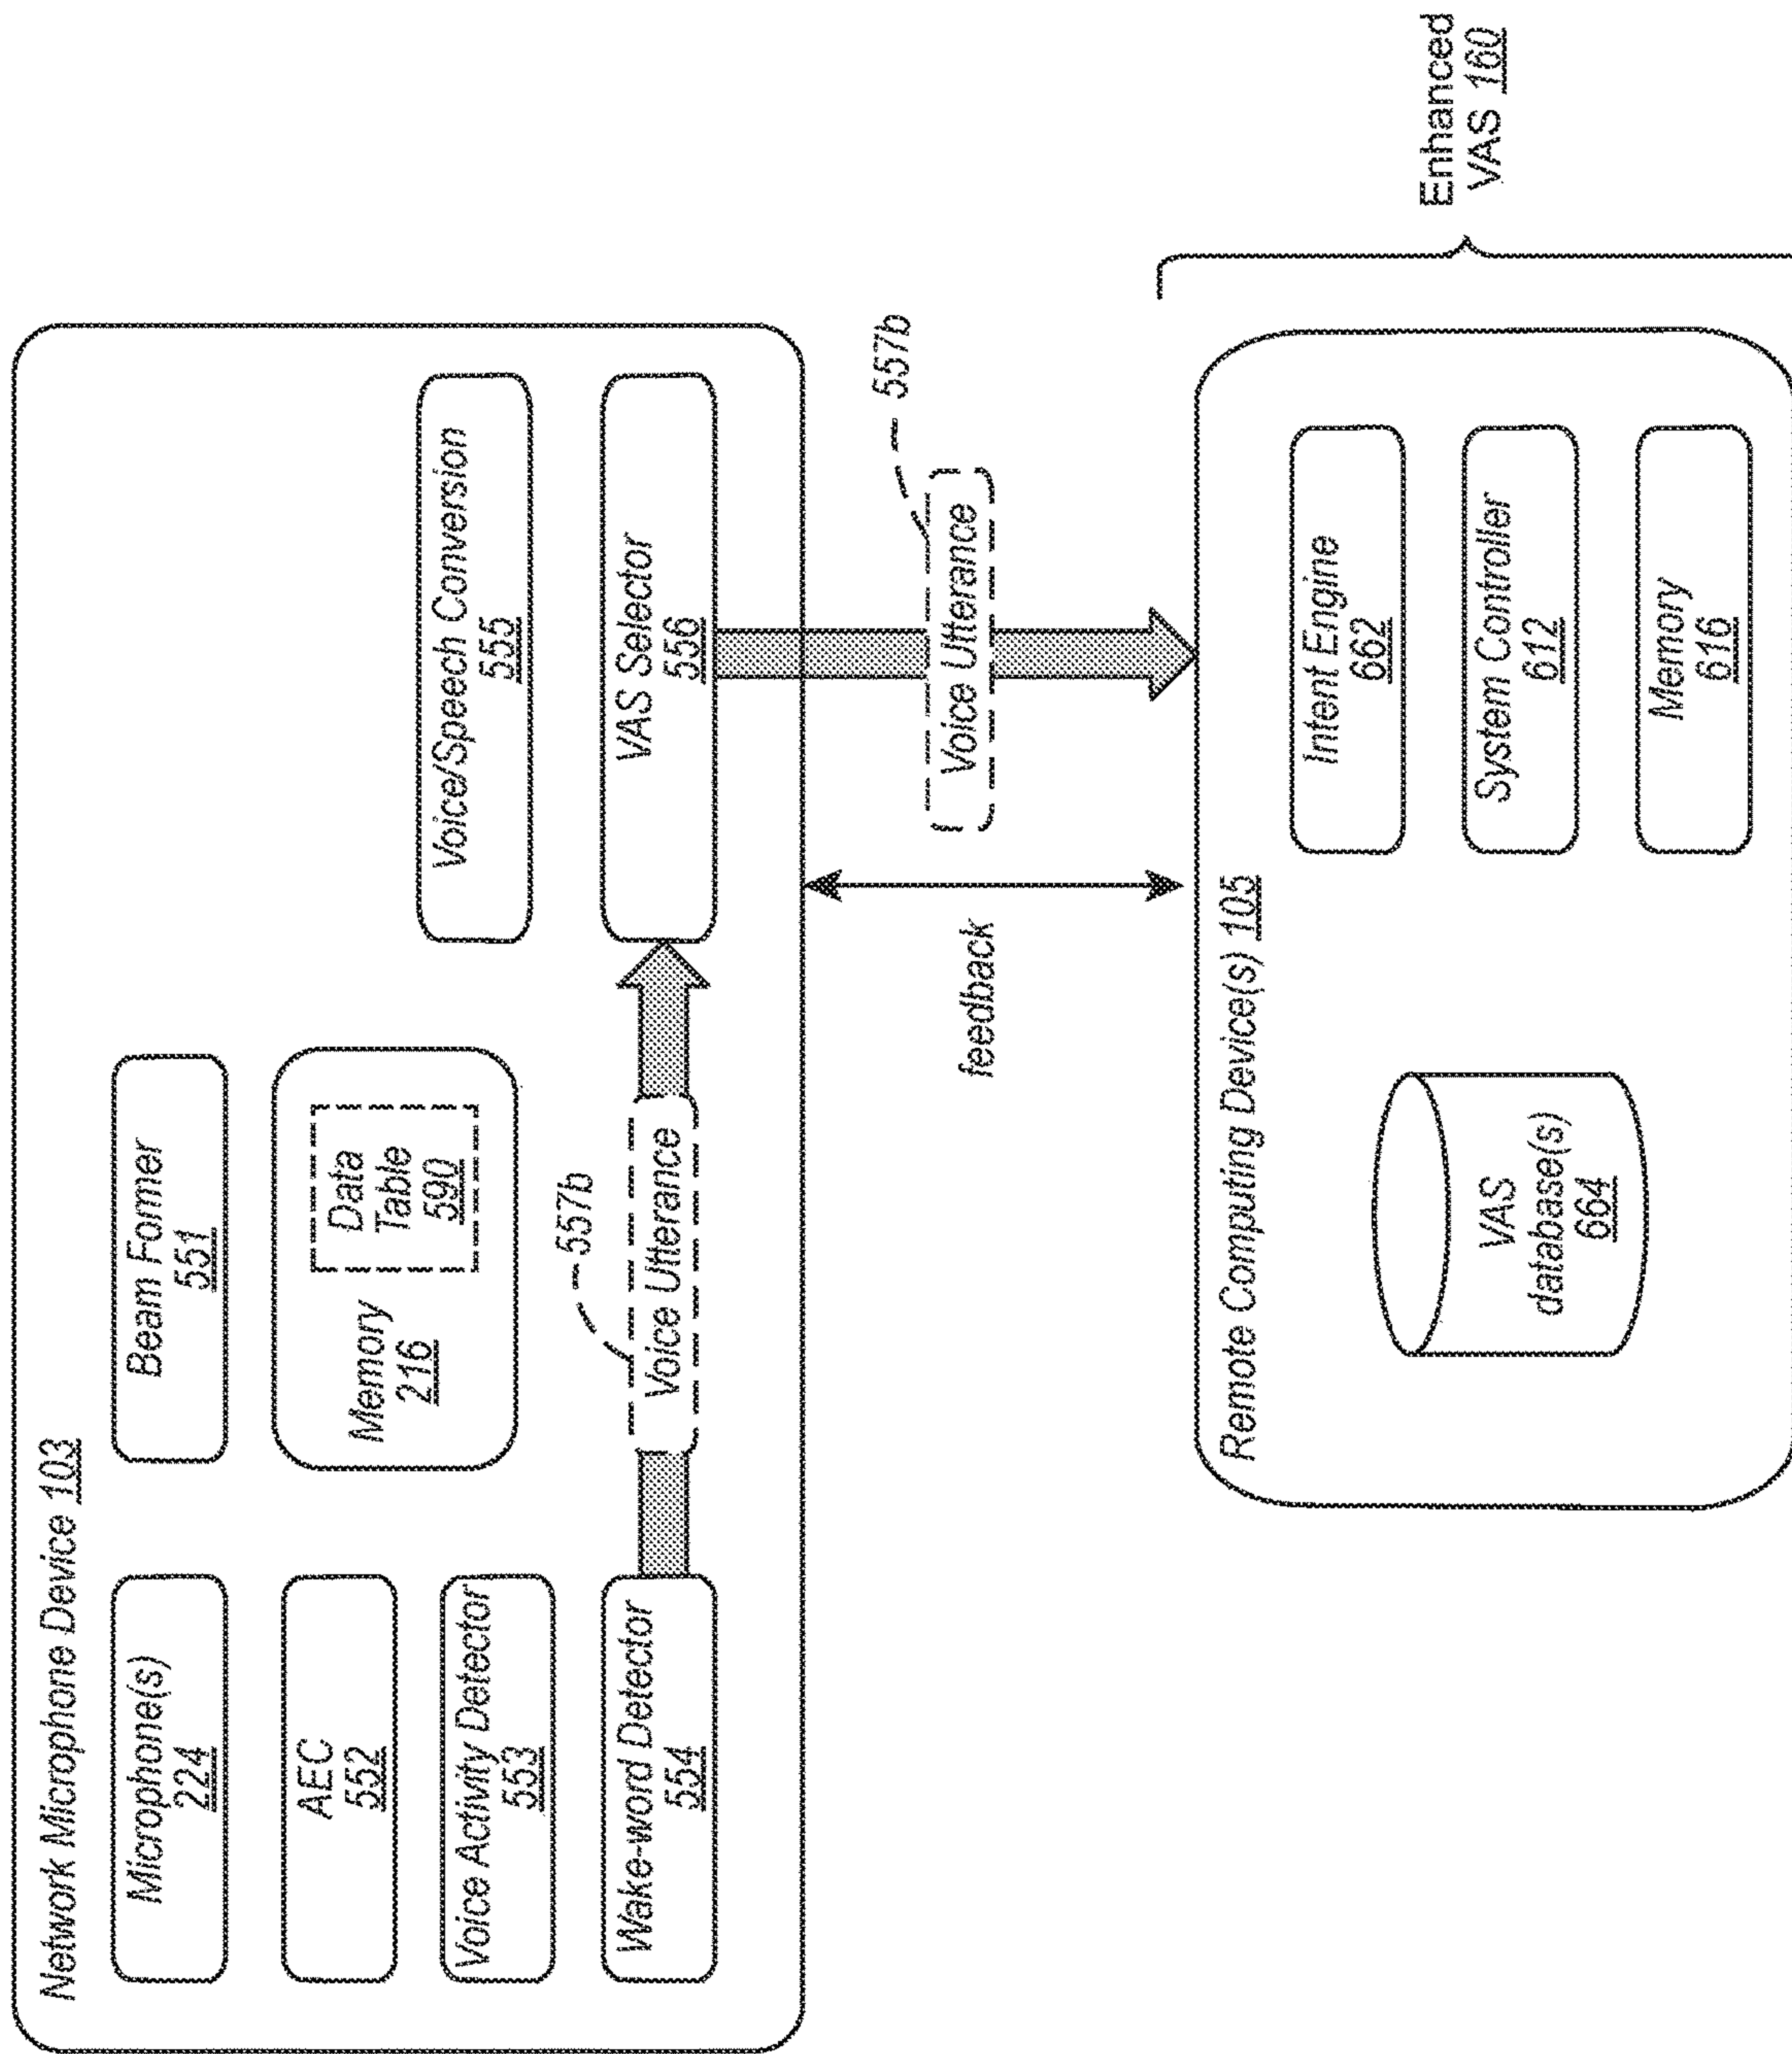 Network Microphone Device 103
Microphone(s)
224
Beam Fomer
551
AEC
552
Memory
216
Data
Table
590
Voice/Speech Conversion
555
Voice Activity Detector
553
557b
Wake-word Detector
554
Voice Utterance
VAS Selector
556
557b
feedback
Voice Utterance
Remote Computing Device(s) 105
VAS
database(s)
664
Intent Engine
662
System Controller
612
Memory
616
Enhanced
VAS 160